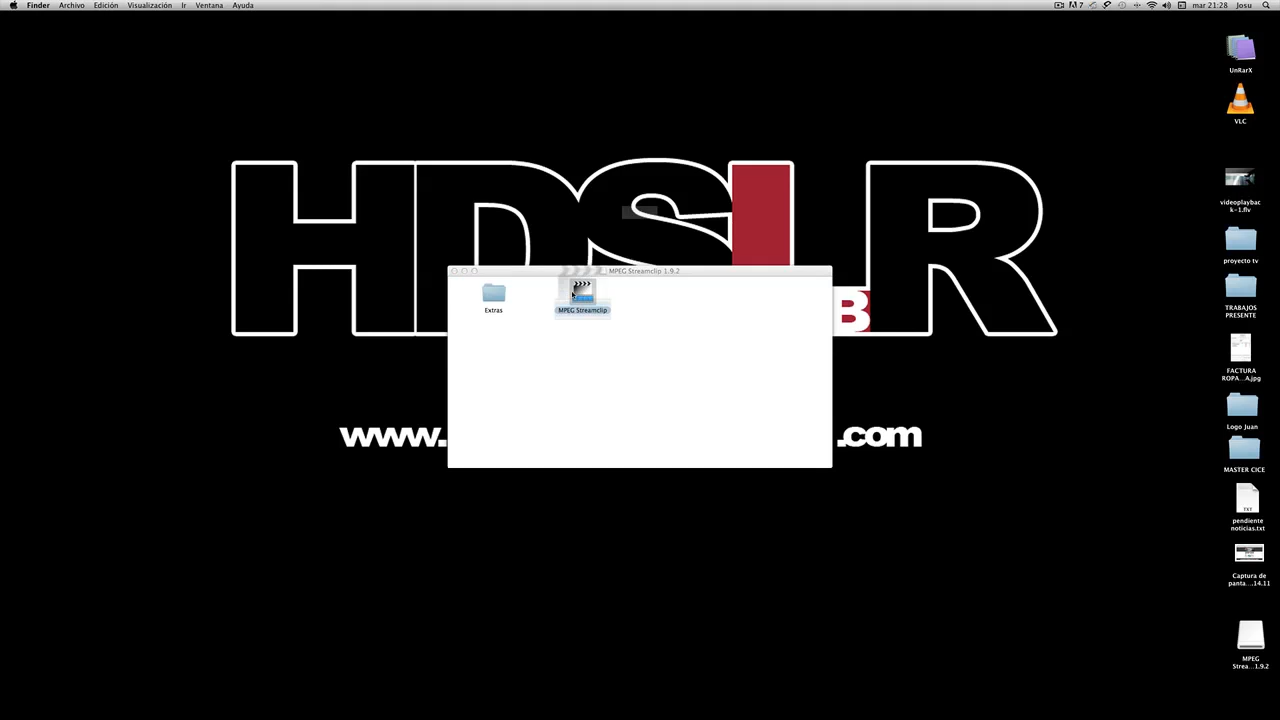 Finder Archivo Edición Visualización Ir Ventana Ayuda
7 mar 21:28 Josu
UnRarX
VLC
videoplaybac
k-1.flv
proyecto tv
TRABAJOS
PRESENTE
FACTURA
ROPA...A.jpg
Logo Juan
MASTER CICE
TXT
pendiente
noticias.txt
Captura de
panta...14.11
MPEG
Strea...1.9.2
HDSLR
B
www.
.com
MPEG Streamclip 1.9.2
Extras
MPEG Streamclip